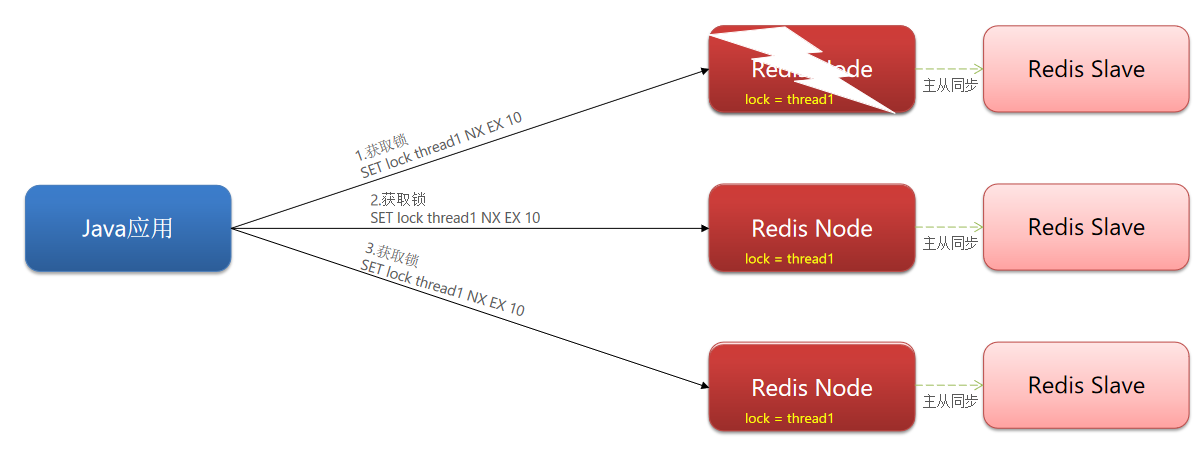 Redis Node
lock = thread1
主从同步
Redis Slave
1.获取锁
SET lock thread1 NX EX 10
Java应用
2.获取锁
SET lock thread1 NX EX 10
Redis Node
lock = thread1
主从同步
Redis Slave
3.获取锁
SET lock thread1 NX EX 10
Redis Node
lock = thread1
主从同步
Redis Slave